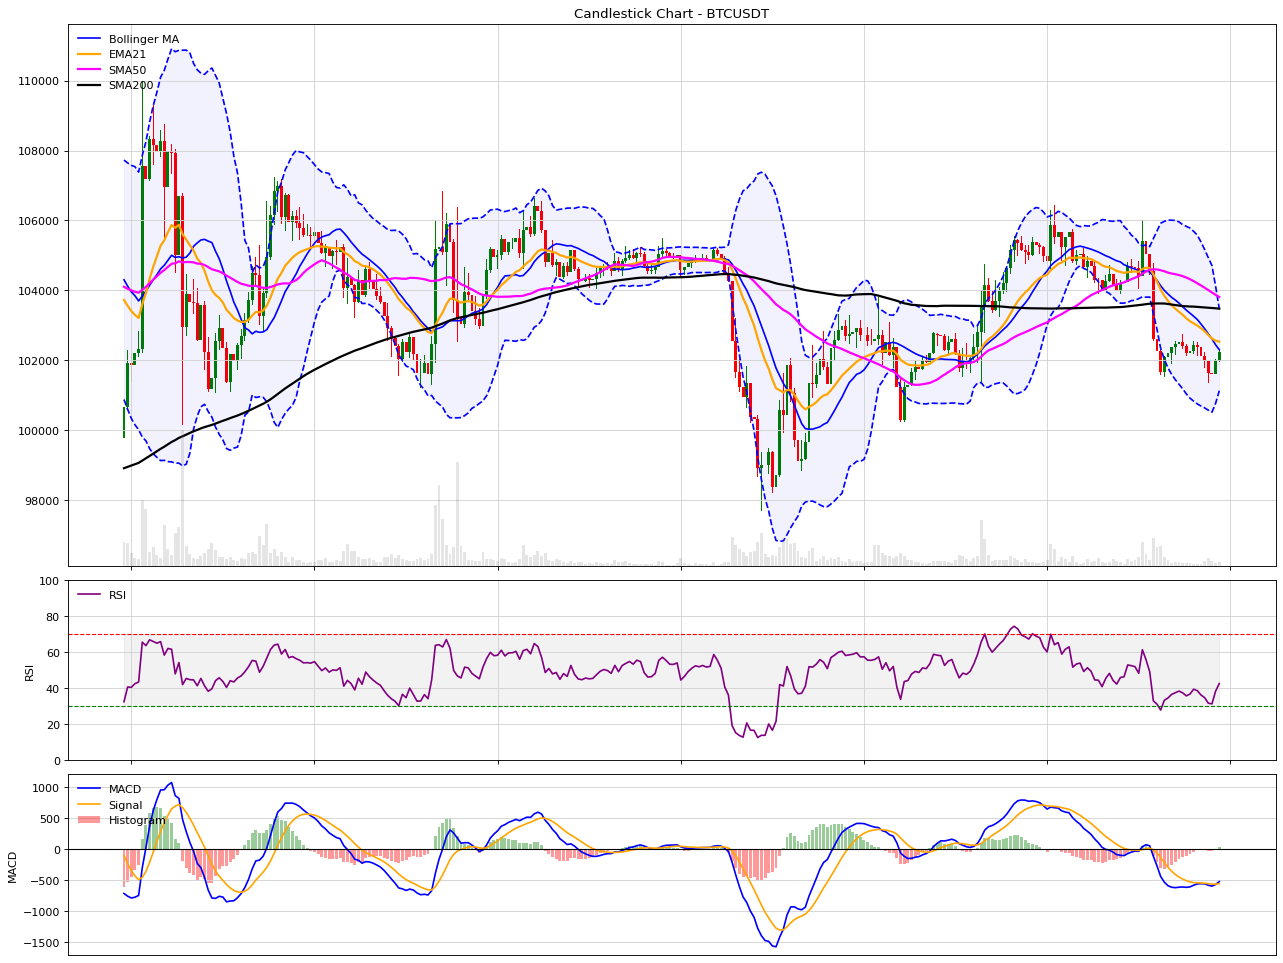 Candlestick Chart - BTCUSDT
Bollinger MA
EMA21
SMA50
SMA200
110000
108000
106000
104000
102000
100000
98000
RSI
100
80
60
40
20
0
RSI
MACD
Signal
Histogram
1000
500
0
−500
−1000
−1500
MACD